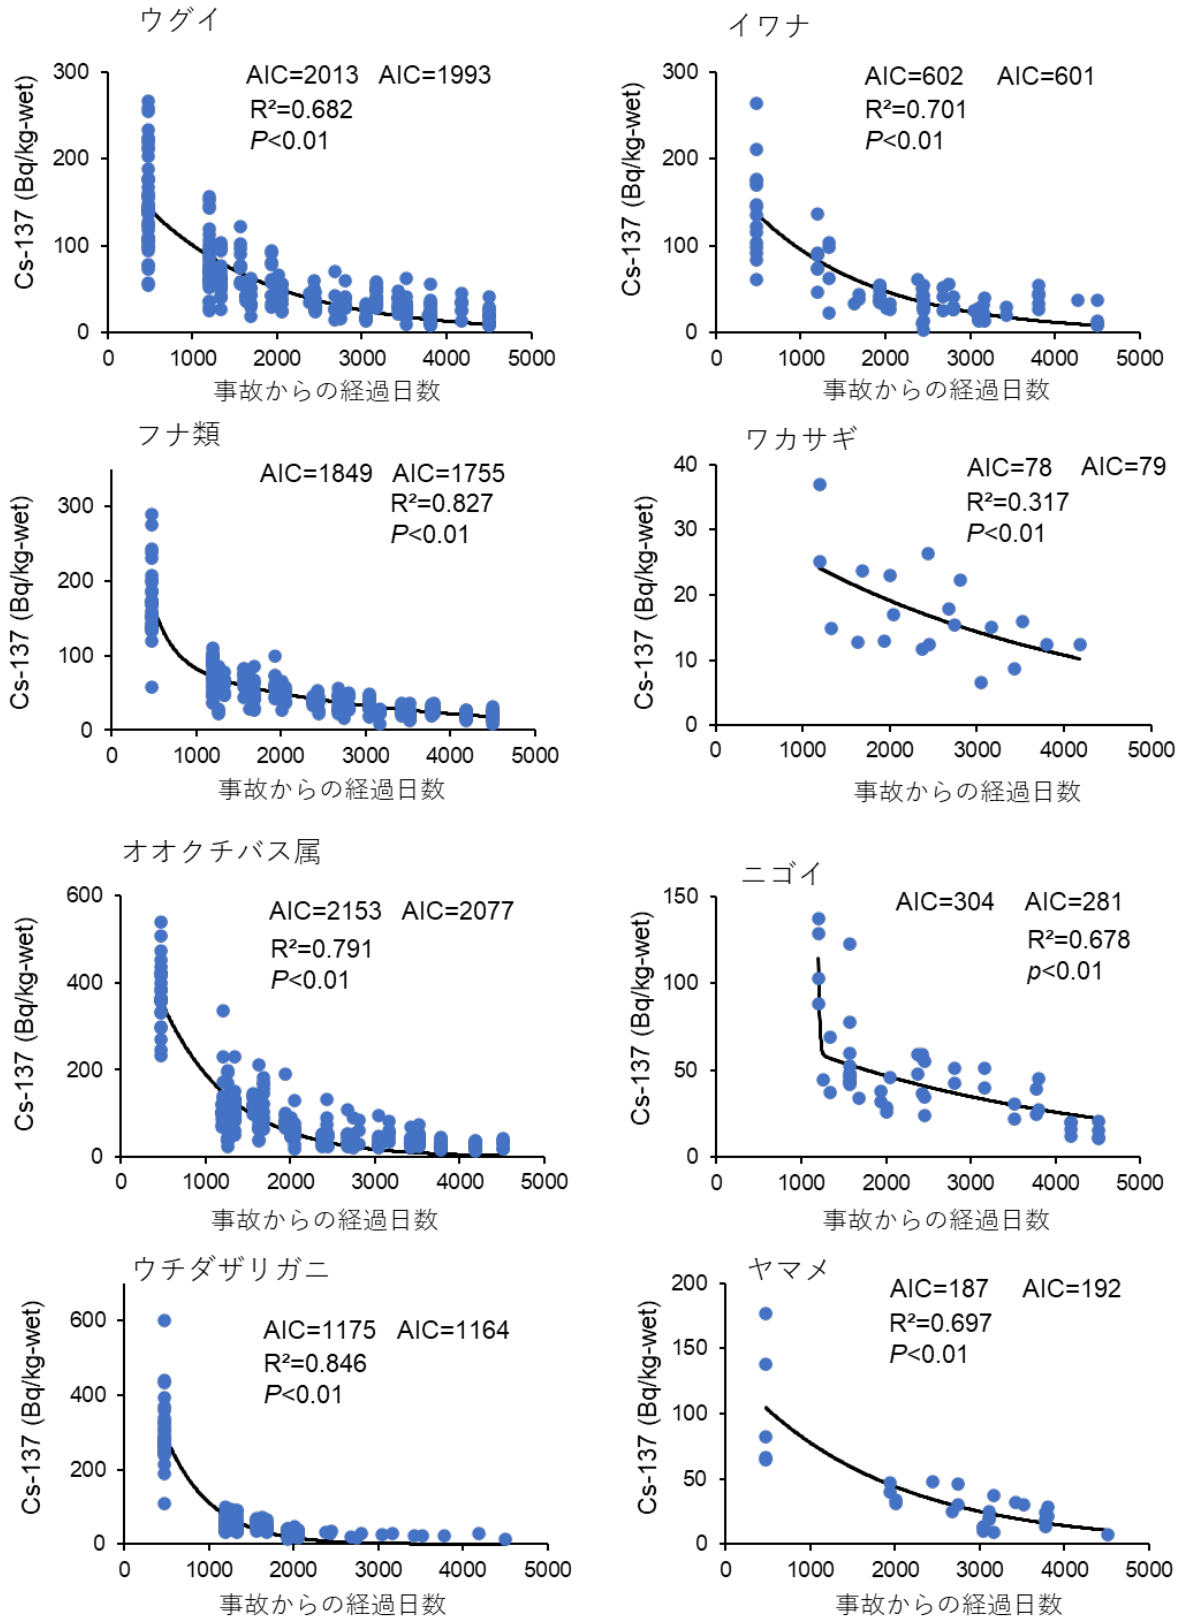 ウグイ
AIC=2013 AIC=1993
R²=0.682
P<0.01
Cs-137 (Bq/kg-wet)
300
200
100
0
0 1000 2000 3000 4000 5000
事故からの経過日数
イワナ
AIC=602 AIC=601
R²=0.701
P<0.01
Cs-137 (Bq/kg-wet)
300
200
100
0
0 1000 2000 3000 4000 5000
事故からの経過日数
フナ類
AIC=1849 AIC=1755
R²=0.827
P<0.01
Cs-137 (Bq/kg-wet)
300
200
100
0
0 1000 2000 3000 4000 5000
事故からの経過日数
ワカサギ
AIC=78 AIC=79
R²=0.317
P<0.01
Cs-137 (Bq/kg-wet)
40
30
20
10
0
0 1000 2000 3000 4000 5000
事故からの経過日数
オオクチバス属
AIC=2153 AIC=2077
R²=0.791
P<0.01
Cs-137 (Bq/kg-wet)
600
400
200
0
0 1000 2000 3000 4000 5000
事故からの経過日数
ニゴイ
AIC=304 AIC=281
R²=0.678
p<0.01
Cs-137 (Bq/kg-wet)
150
100
50
0
0 1000 2000 3000 4000 5000
事故からの経過日数
ウチダザリガニ
AIC=1175 AIC=1164
R²=0.846
P<0.01
Cs-137 (Bq/kg-wet)
600
400
200
0
0 1000 2000 3000 4000 5000
事故からの経過日数
ヤマメ
AIC=187 AIC=192
R²=0.697
P<0.01
Cs-137 (Bq/kg-wet)
200
150
100
50
0
0 1000 2000 3000 4000 5000
事故からの経過日数